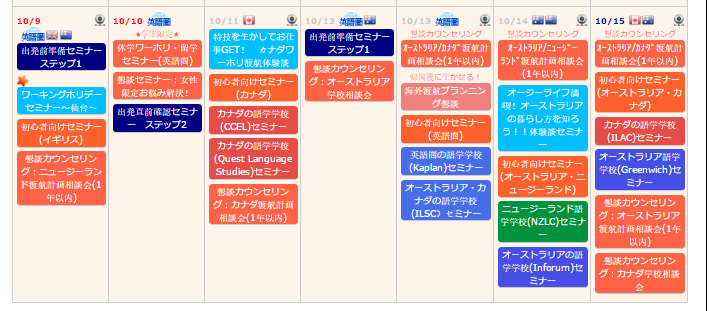 10/9
英語圏
出発前準備セミナー
ステップ1
ワーキングホリデー
セミナー～仙台～
初心者向けセミナー
(イギリス)
懇談カウンセリン
グ：ニュージーラン
ド渡航計画相談会(1
年以内)
10/10
英語圏
★学生限定★
休学ワーホリ・留学
セミナー(英語圏)
懇談セミナー：女性
限定お悩み解決！
出発直前確認セミナ
ー ステップ2
10/11
特技を生かしてお仕
事GET！ カナダワ
ーホリ渡航体験談
初心者向けセミナー
(カナダ)
カナダの語学学校
(CCEL)セミナー
カナダの語学学校
(Quest Language
Studies)セミナー
懇談カウンセリン
グ：カナダ渡航計画
相談会(1年以内)
10/12
英語圏
出発前準備セミナー
ステップ1
懇談カウンセリン
グ：オーストラリア
学校相談会
10/13
英語圏
懇談カウンセリング
ｵｰｽﾄﾗﾘｱ/ｶﾅﾀﾞ渡航計
画相談会(1年以内)
帰国後に生かせる！
海外渡航プランニン
グ懇談
初心者向けセミナー
(英語圏)
英語圏の語学学校
(Kaplan)セミナー
オーストラリア・カ
ナダの語学学校
(ILSC）セミナー
10/14
懇談カウンセリング
ｵｰｽﾄﾗﾘｱ/ﾆｭｰｼﾞｰ
ﾗﾝﾄﾞ渡航計画相談会
(1年以内)
オージーライフ満
喫！オーストラリア
の暮らし方を知ろ
う！！体験談セミナ
ー
初心者向けセミナー
(オーストラリア・ニ
ュージーランド)
ニュージーランド語
学学校(NZLC)セミナ
ー
オーストラリアの語
学学校(Inforum)セミ
ナー
10/15
懇談カウンセリング
ｵｰｽﾄﾗﾘｱ/ｶﾅﾀﾞ渡航計
画相談会(1年以内)
初心者向けセミナー
(オーストラリア・カ
ナダ)
カナダの語学学校
(ILAC)セミナー
オーストラリア語学
学校(Greenwich)セ
ミナー
懇談カウンセリン
グ：オーストラリア
渡航計画相談会(1年
以内)
懇談カウンセリン
グ：カナダ学校相談
会